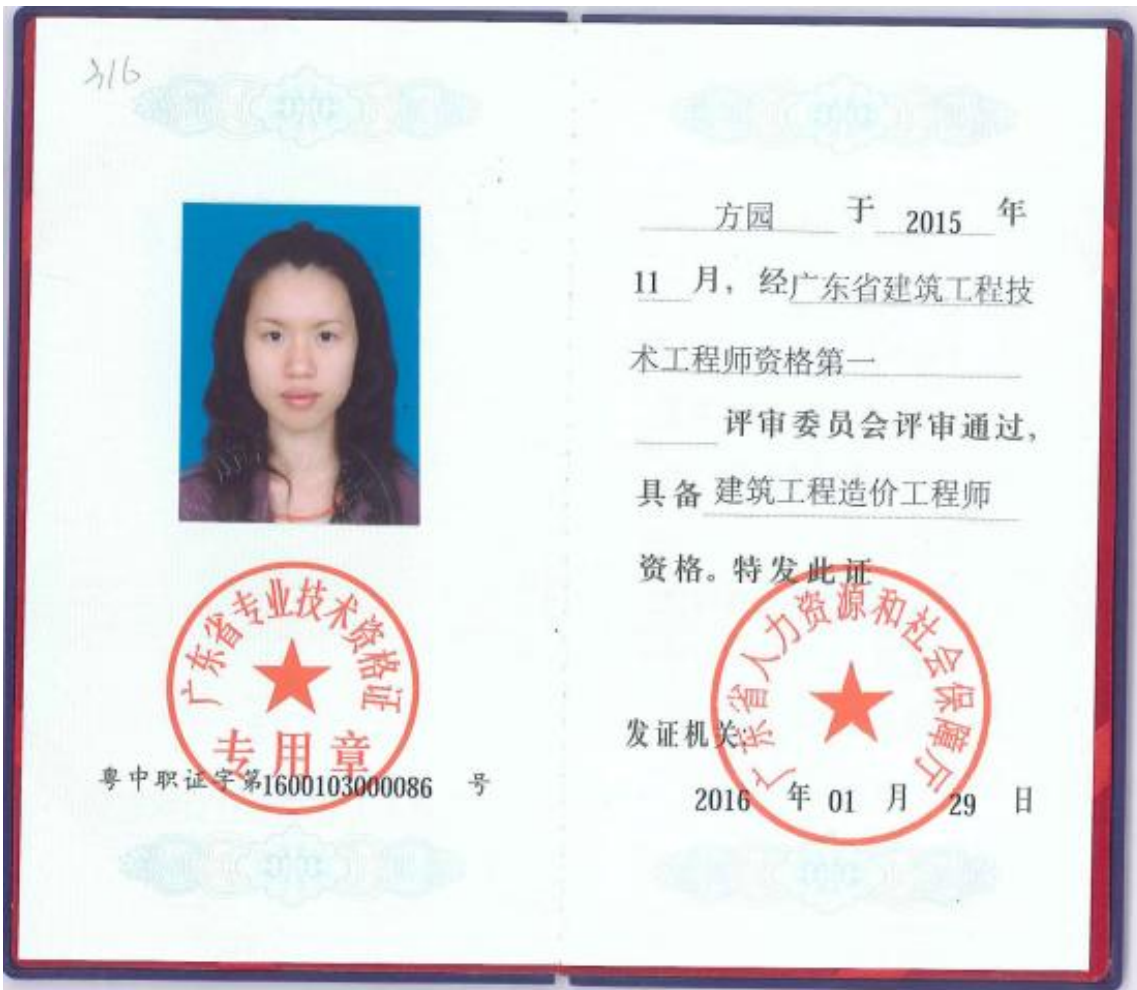 316
广东省专业技术资格证
专用章
粤中职证字第1600103000086 号
方园 于 2015 年
11 月，经广东省建筑工程技
术工程师资格第一
评审委员会评审通过，
具备 建筑工程造价工程师
资格。特发此证
广东省人力资源和社会保障厅
发证机关：
2016 年 01 月 29 日